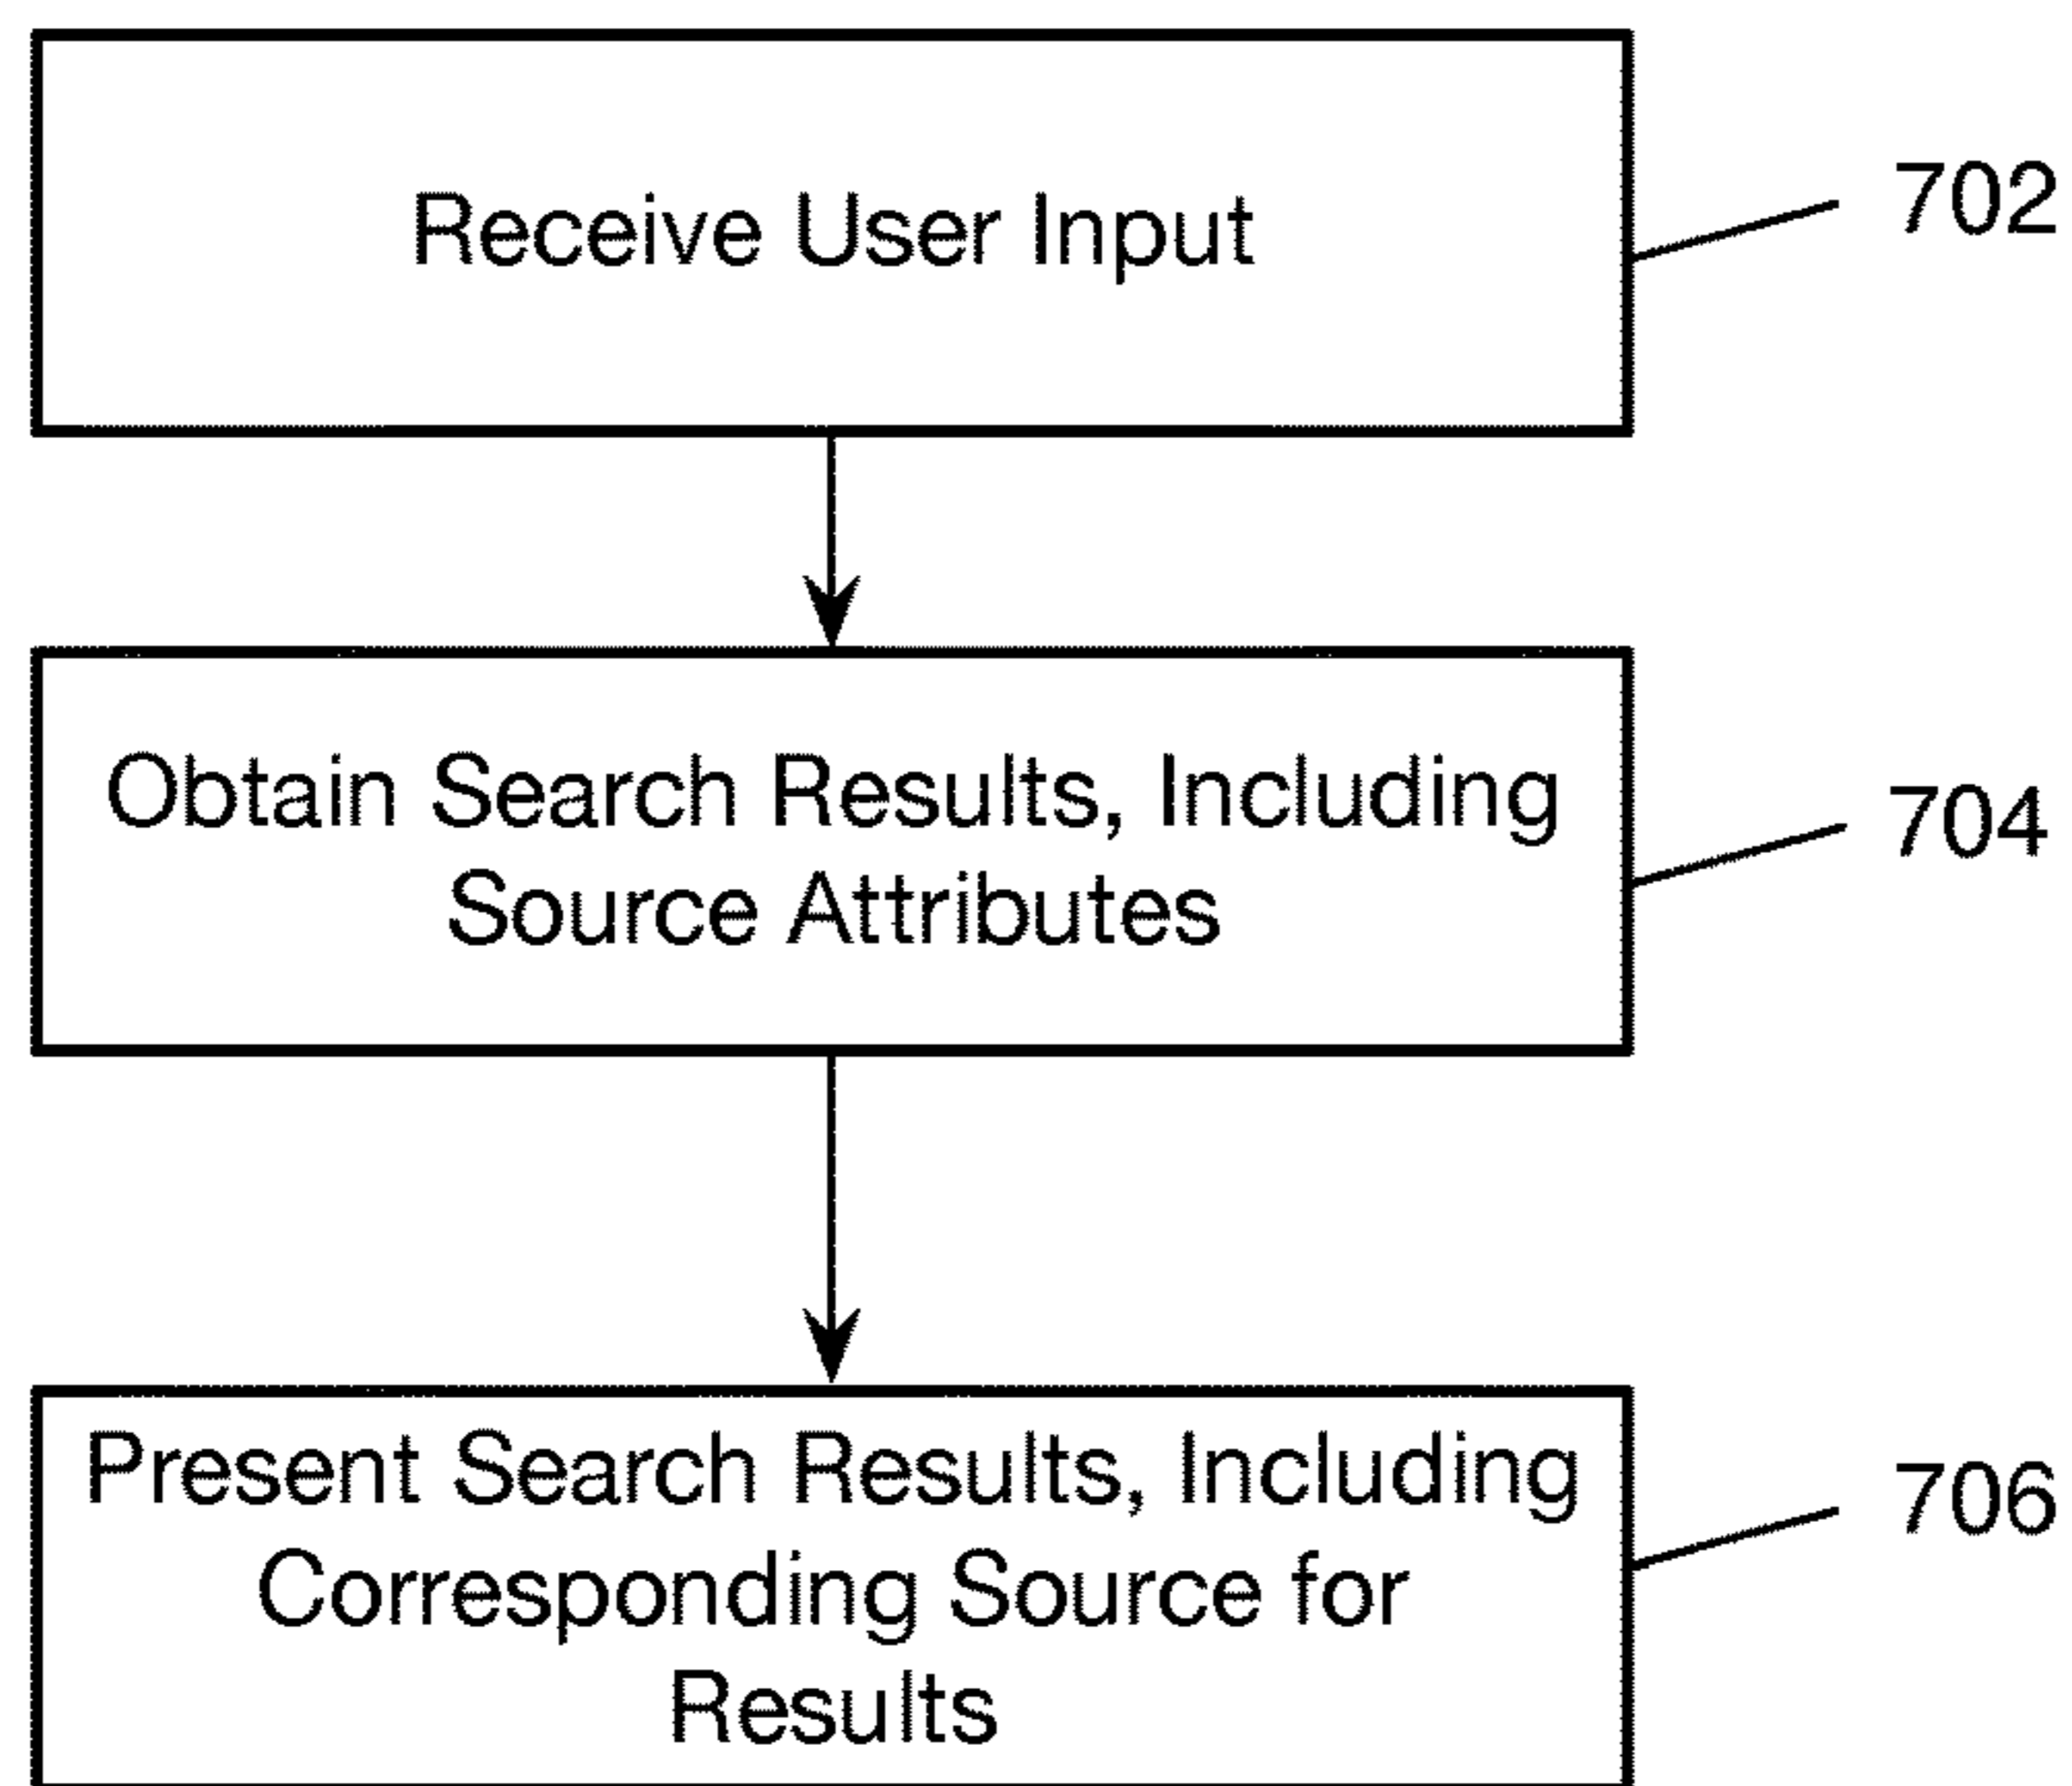 Receive User Input
702
Obtain Search Results, Including
Source Attributes
704
Present Search Results, Including
Corresponding Source for
Results
706